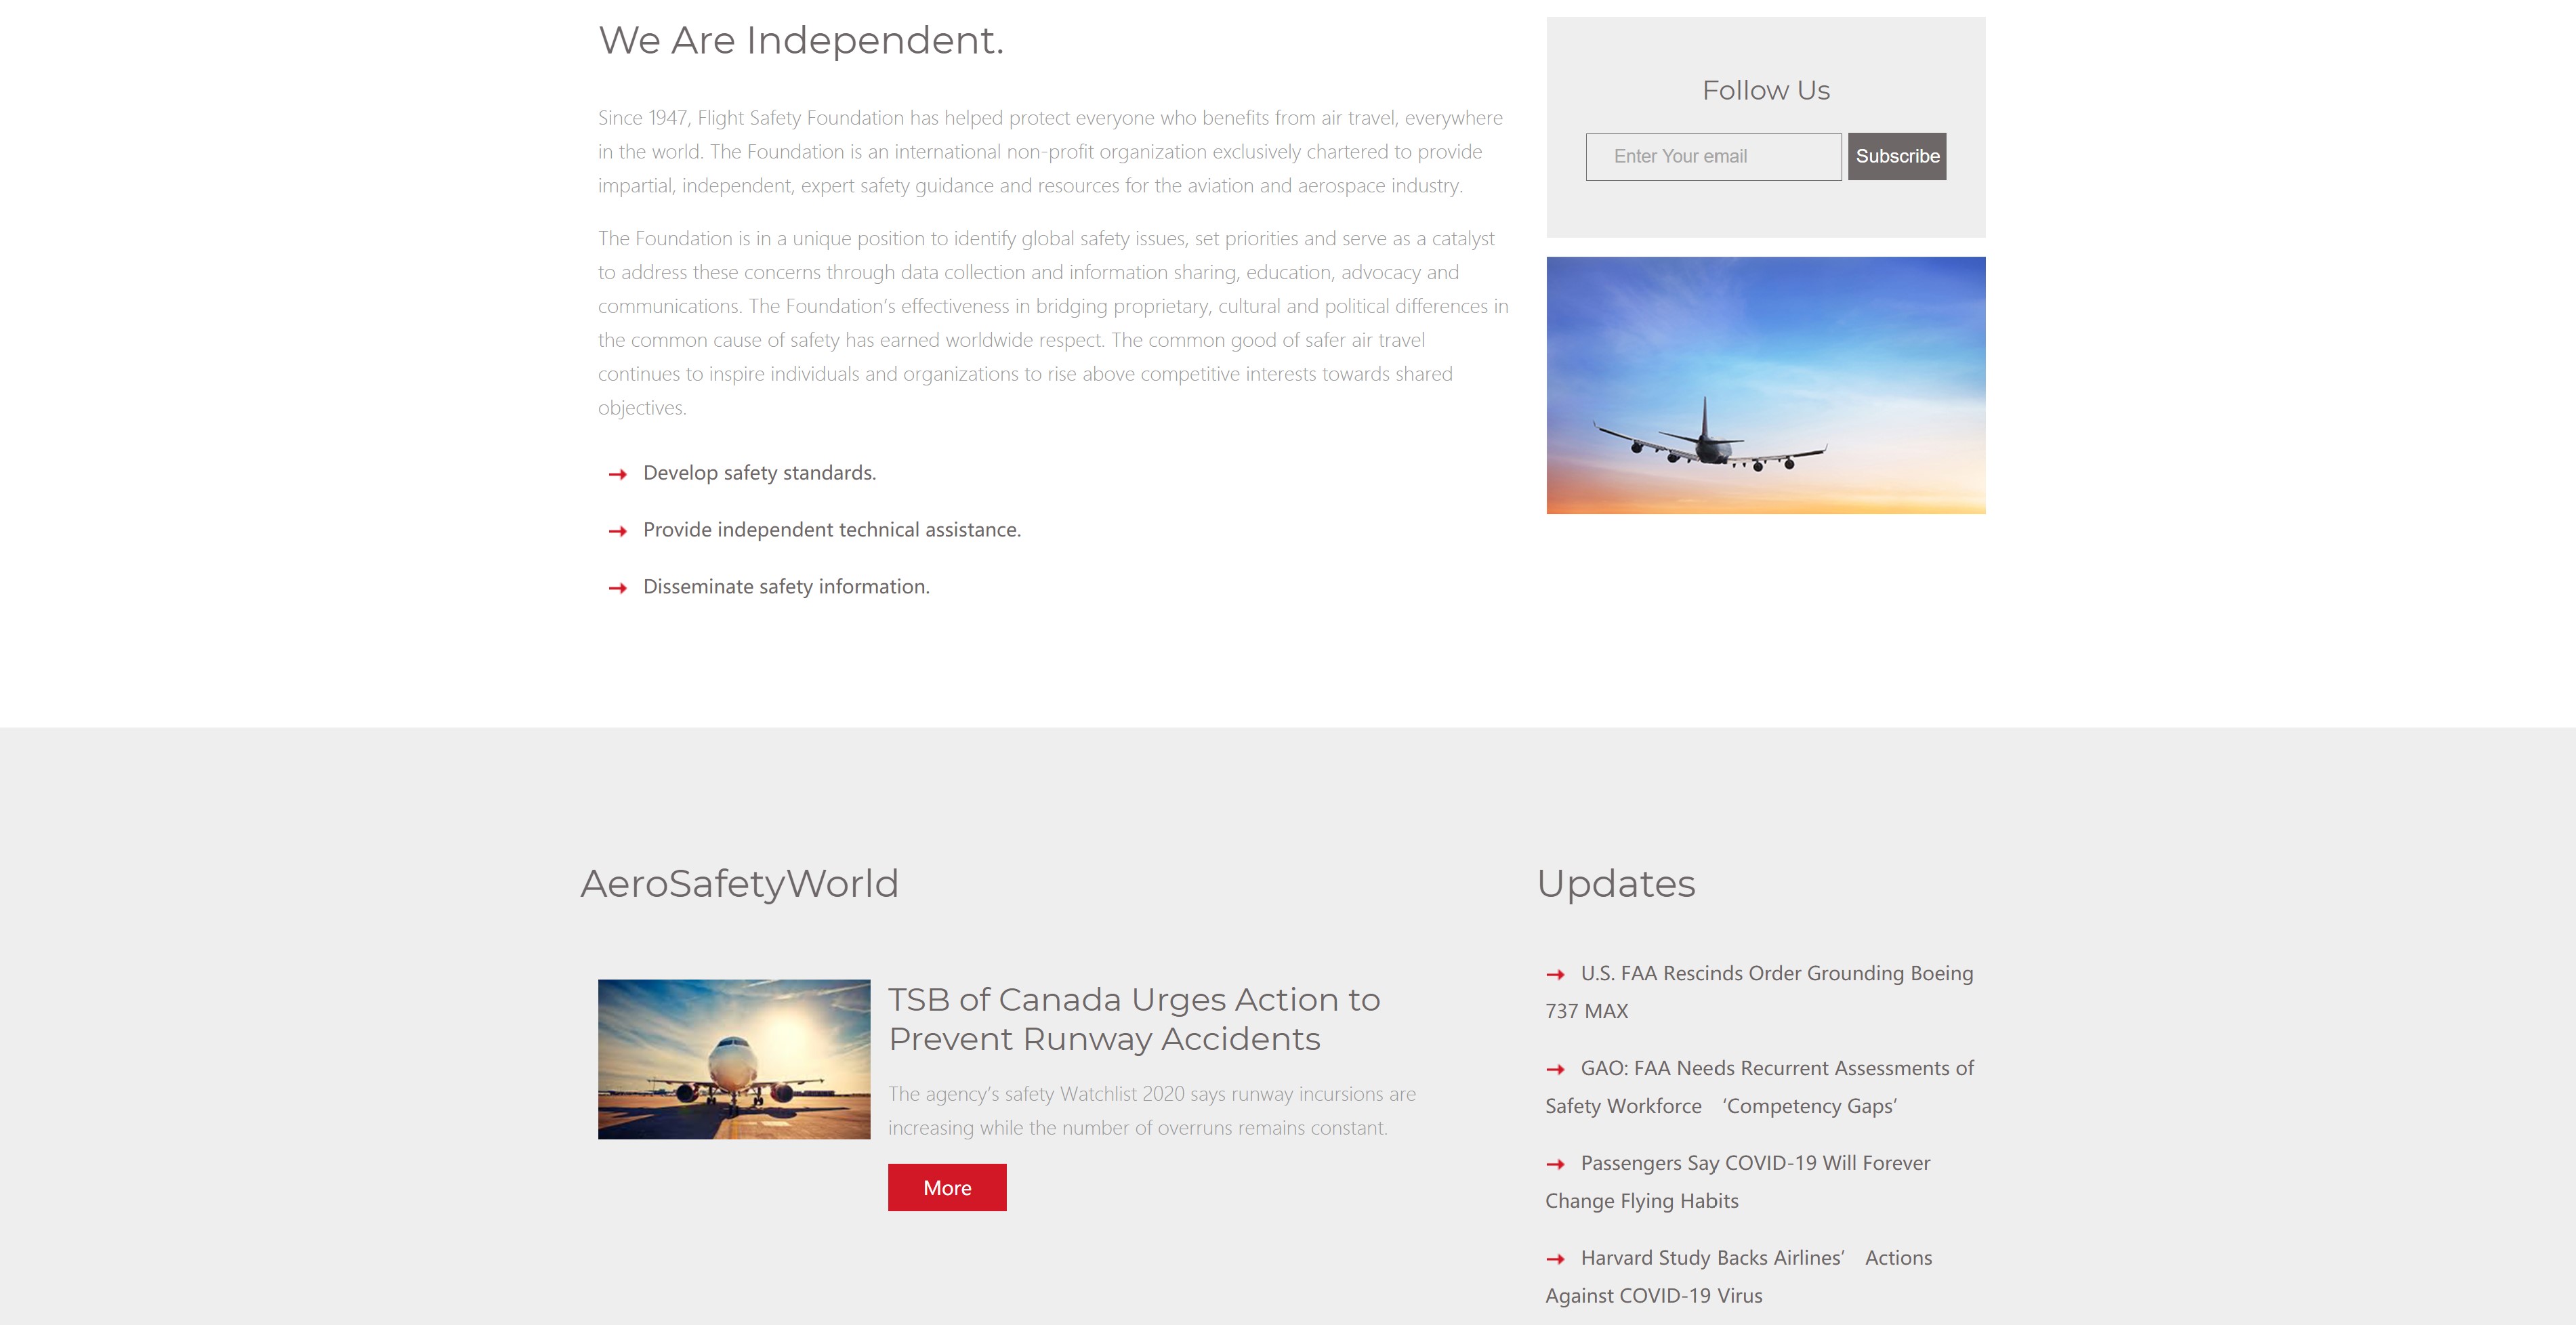 We Are Independent.
Since 1947, Flight Safety Foundation has helped protect everyone who benefits from air travel, everywhere
in the world. The Foundation is an international non-profit organization exclusively chartered to provide
impartial, independent, expert safety guidance and resources for the aviation and aerospace industry.
The Foundation is in a unique position to identify global safety issues, set priorities and serve as a catalyst
to address these concerns through data collection and information sharing, education, advocacy and
communications. The Foundation’s effectiveness in bridging proprietary, cultural and political differences in
the common cause of safety has earned worldwide respect. The common good of safer air travel
continues to inspire individuals and organizations to rise above competitive interests towards shared
objectives.
Develop safety standards.
Provide independent technical assistance.
Disseminate safety information.
Follow Us
Enter Your email Subscribe
AeroSafetyWorld
TSB of Canada Urges Action to
Prevent Runway Accidents
The agency’s safety Watchlist 2020 says runway incursions are
increasing while the number of overruns remains constant.
More
Updates
U.S. FAA Rescinds Order Grounding Boeing
737 MAX
GAO: FAA Needs Recurrent Assessments of
Safety Workforce ‘Competency Gaps’
Passengers Say COVID-19 Will Forever
Change Flying Habits
Harvard Study Backs Airlines‘ Actions
Against COVID-19 Virus